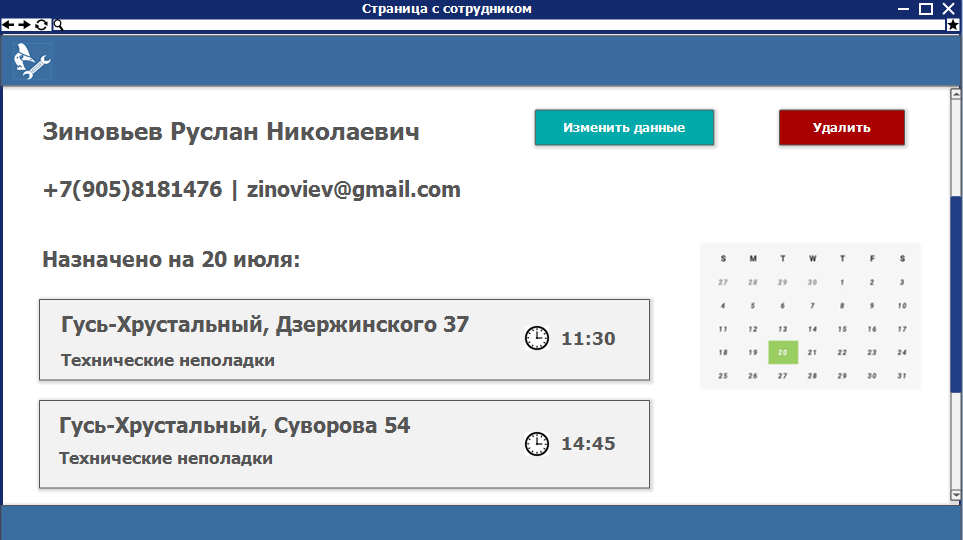 Страница с сотрудником
Зиновьев Руслан Николаевич
Изменить данные
Удалить
+7(905)8181476 | zinoviev@gmail.com
Назначено на 20 июля:
Гусь-Хрустальный, Дзержинского 37
11:30
Технические неполадки
Гусь-Хрустальный, Суворова 54
14:45
Технические неполадки
S M T W T F S
27 28 29 30 1 2 3
4 5 6 7 8 9 10
11 12 13 14 15 16 17
18 19 20 21 22 23 24
25 26 27 28 29 30 31